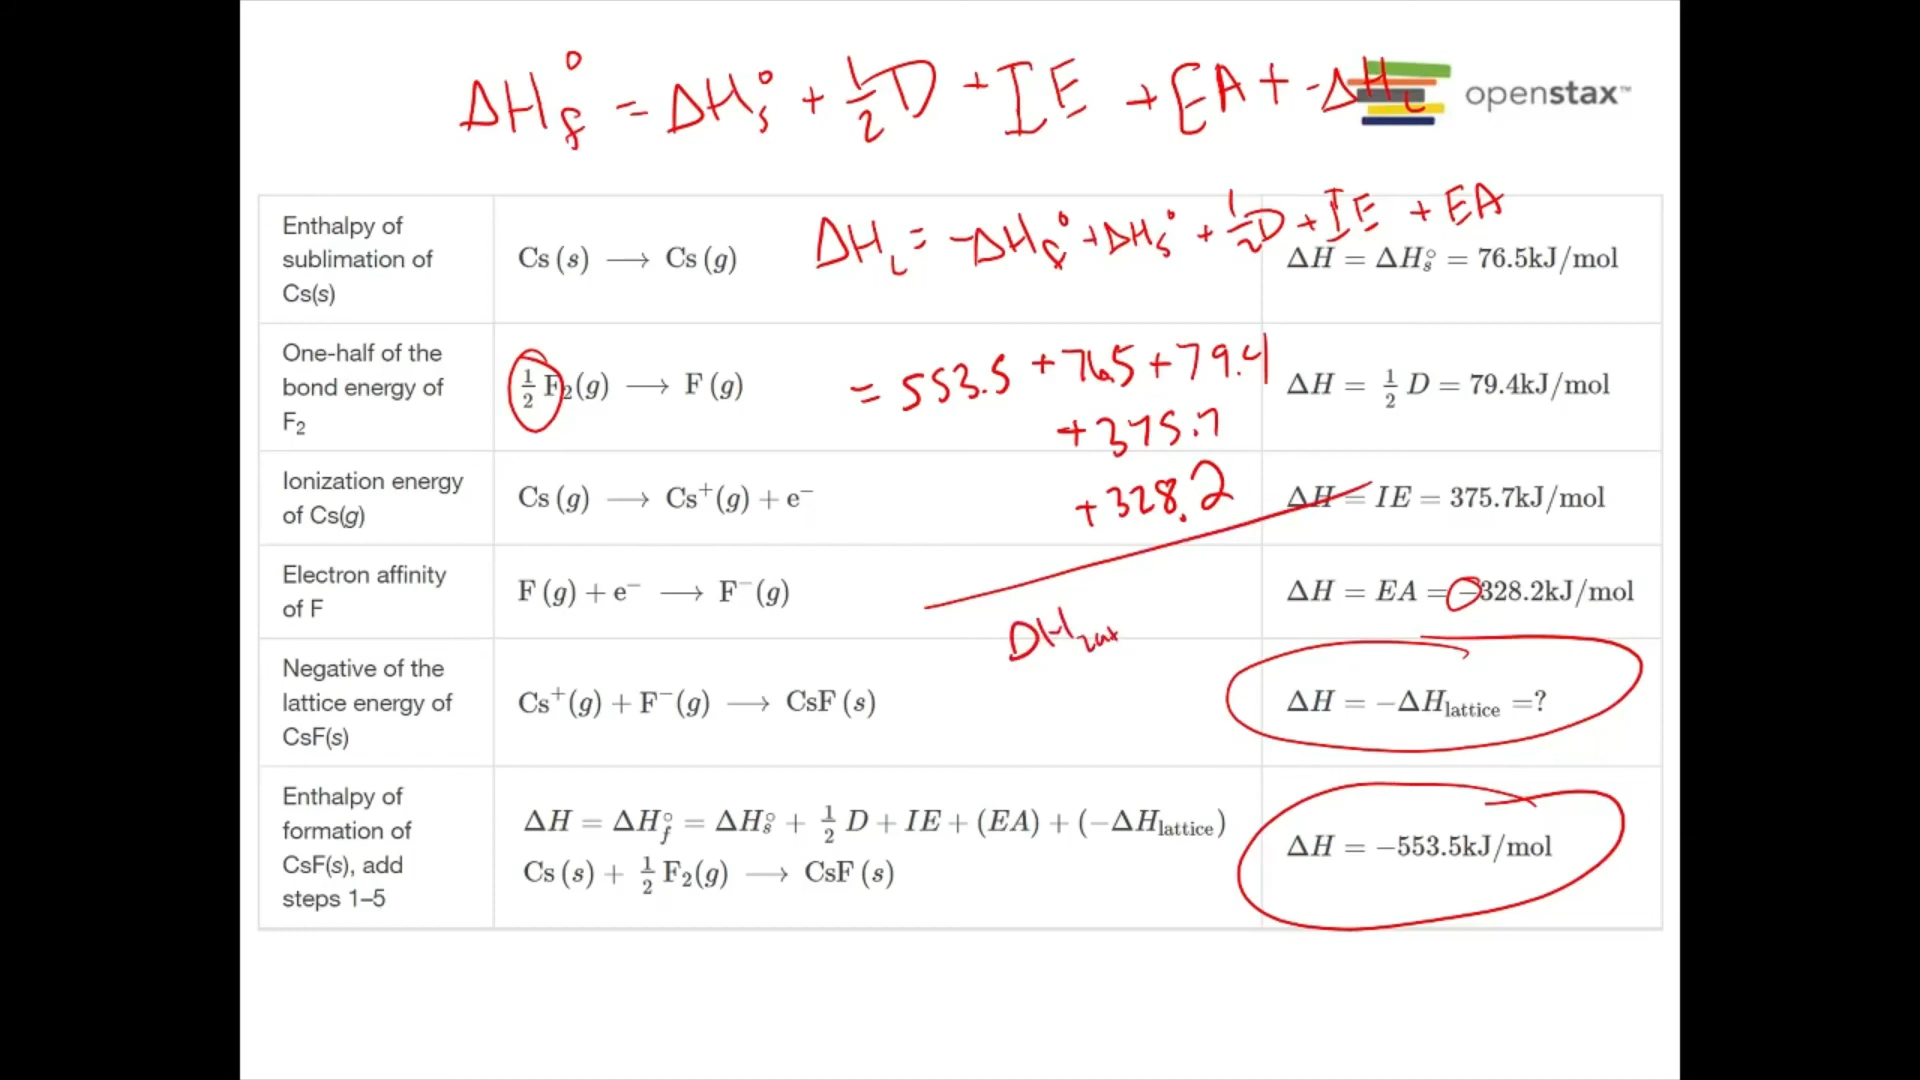 ΔH°f = ΔH°s + 1/2 D + IE + EA + -ΔHL
openstax™
ΔHL = -ΔH°f + ΔH°s + 1/2 D + IE + EA
Enthalpy of
sublimation of
Cs(s)
Cs (s) ⟶ Cs (g)
ΔH = ΔH°s = 76.5kJ/mol
One-half of the
bond energy of
F₂
1/2 F₂(g) ⟶ F (g)
= 553.5 + 76.5 + 79.4
+375.7
+328.2
ΔH = 1/2 D = 79.4kJ/mol
Ionization energy
of Cs(g)
Cs (g) ⟶ Cs⁺(g) + e⁻
ΔH = IE = 375.7kJ/mol
Electron affinity
of F
F (g) + e⁻ ⟶ F⁻(g)
ΔH = EA = −328.2kJ/mol
Negative of the
lattice energy of
CsF(s)
Cs⁺(g) + F⁻(g) ⟶ CsF (s)
ΔH = −ΔHlattice =?
Enthalpy of
formation of
CsF(s), add
steps 1–5
ΔH = ΔH°f = ΔH°s + 1/2 D + IE + (EA) + (−ΔHlattice)
Cs (s) + 1/2 F₂(g) ⟶ CsF (s)
ΔH = −553.5kJ/mol